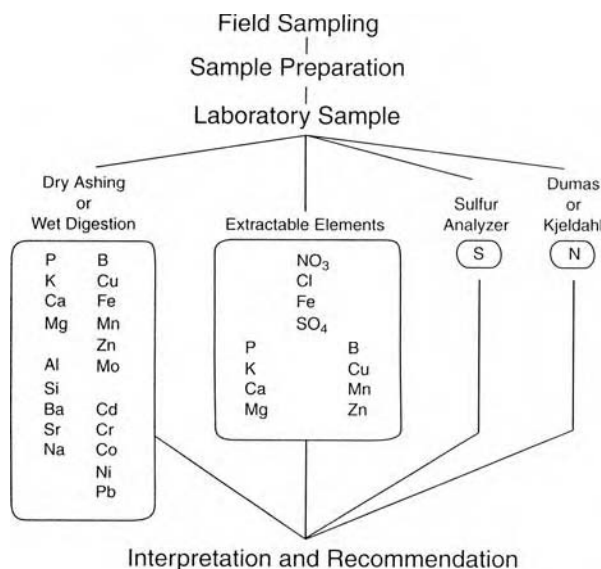 Field Sampling
Sample Preparation
Laboratory Sample
Dry Ashing
or
Wet Digestion
P B
K Cu
Ca Fe
Mg Mn
Zn
Al Mo
Si
Ba Cd
Sr Cr
Na Co
Ni
Pb
Extractable Elements
NO₃
Cl
Fe
SO₄
P B
K Cu
Ca Mn
Mg Zn
Sulfur
Analyzer
S
Dumas
or
Kjeldahl
N
Interpretation and Recommendation